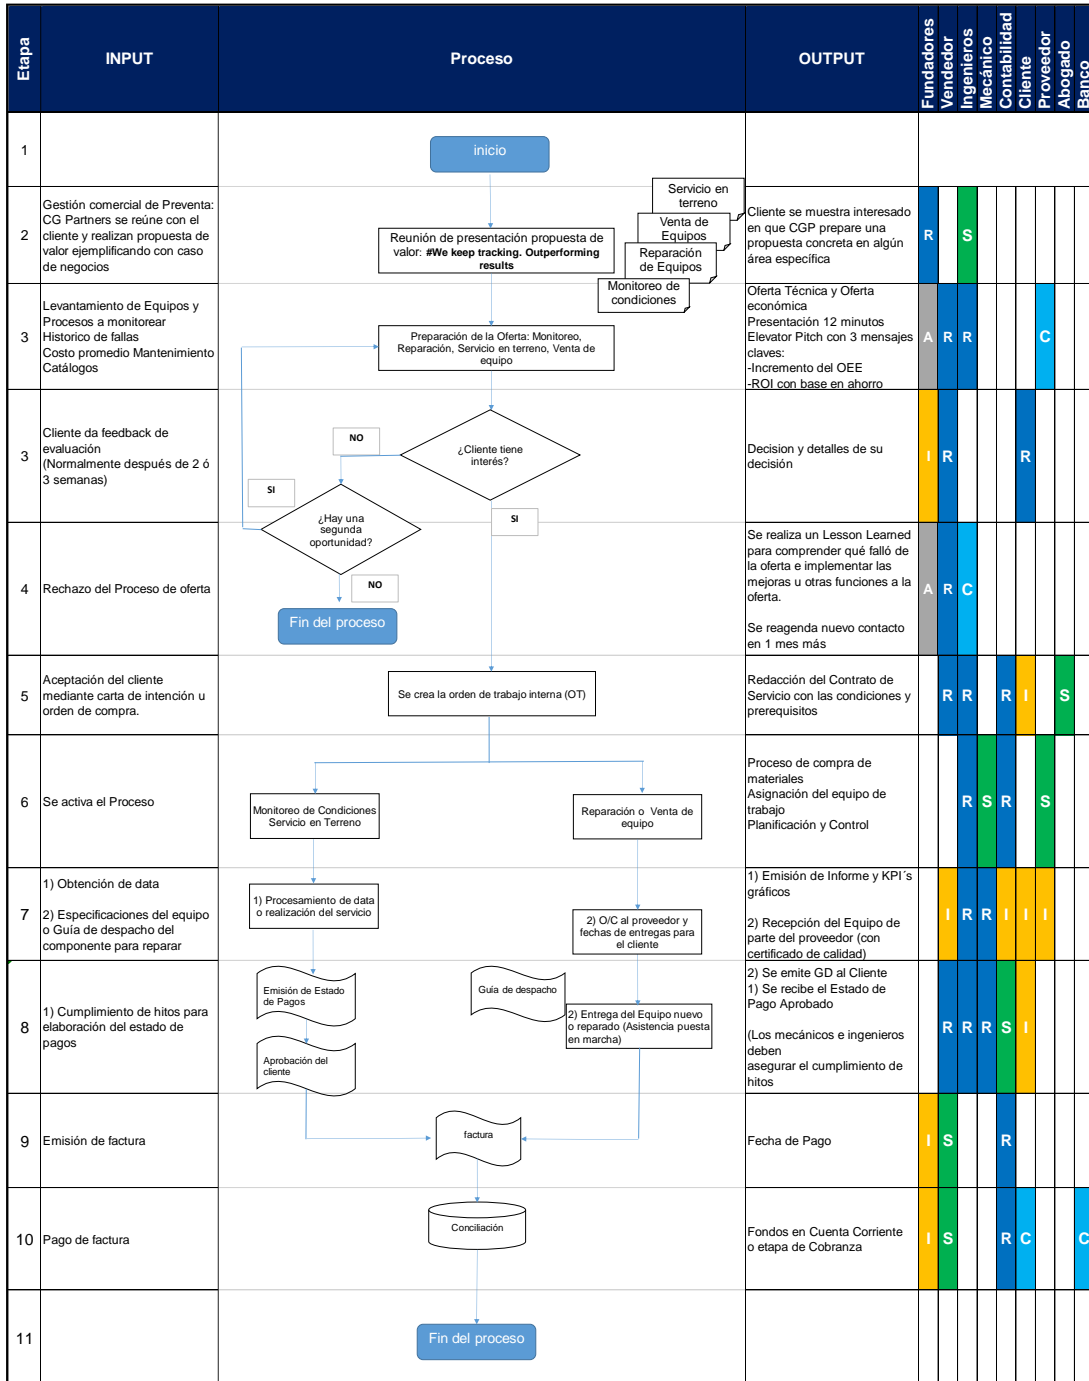 Etapa
INPUT
Proceso
OUTPUT
Fundadores
Vendedor
Ingenieros
Mecánico
Contabilidad
Cliente
Proveedor
Abogado
Banco
1
inicio
2
Gestión comercial de Preventa:
CG Partners se reúne con el
cliente y realizan propuesta de
valor ejemplificando con caso
de negocios
Reunión de presentación propuesta de
valor: #We keep tracking. Outperforming
results
Servicio en
terreno
Venta de
Equipos
Reparación
de Equipos
Monitoreo de
condiciones
Cliente se muestra interesado
en que CGP prepare una
propuesta concreta en algún
área específica
R
S
3
Levantamiento de Equipos y
Procesos a monitorear
Historico de fallas
Costo promedio Mantenimiento
Catálogos
Preparación de la Oferta: Monitoreo,
Reparación, Servicio en terreno, Venta de
equipo
Oferta Técnica y Oferta
económica
Presentación 12 minutos
Elevator Pitch con 3 mensajes
claves:
-Incremento del OEE
-ROI con base en ahorro
A
R
R
C
3
Cliente da feedback de
evaluación
(Normalmente después de 2 ó
3 semanas)
¿Cliente tiene
interés?
NO
SI
¿Hay una
segunda
oportunidad?
SI
Decision y detalles de su
decisión
I
R
R
4
Rechazo del Proceso de oferta
NO
Fin del proceso
Se realiza un Lesson Learned
para comprender qué falló de
la oferta e implementar las
mejoras u otras funciones a la
oferta.
Se reagenda nuevo contacto
en 1 mes más
A
R
C
5
Aceptación del cliente
mediante carta de intención u
orden de compra.
Se crea la orden de trabajo interna (OT)
Redacción del Contrato de
Servicio con las condiciones y
prerequisitos
R
R
R
I
S
6
Se activa el Proceso
Monitoreo de Condiciones
Servicio en Terreno
Reparación o Venta de
equipo
Proceso de compra de
materiales
Asignación del equipo de
trabajo
Planificación y Control
R
S
R
S
7
1) Obtención de data
2) Especificaciones del equipo
o Guía de despacho del
componente para reparar
1) Procesamiento de data
o realización del servicio
2) O/C al proveedor y
fechas de entregas para
el cliente
1) Emisión de Informe y KPI´s
gráficos
2) Recepción del Equipo de
parte del proveedor (con
certificado de calidad)
I
R
R
I
I
I
8
1) Cumplimiento de hitos para
elaboración del estado de
pagos
Emisión de Estado
de Pagos
Aprobación del
cliente
Guía de despacho
2) Entrega del Equipo nuevo
o reparado (Asistencia puesta
en marcha)
2) Se emite GD al Cliente
1) Se recibe el Estado de
Pago Aprobado
(Los mecánicos e ingenieros
deben
asegurar el cumplimiento de
hitos
R
R
R
S
I
9
Emisión de factura
factura
Fecha de Pago
I
S
R
10
Pago de factura
Conciliación
Fondos en Cuenta Corriente
o etapa de Cobranza
I
S
R
C
C
11
Fin del proceso